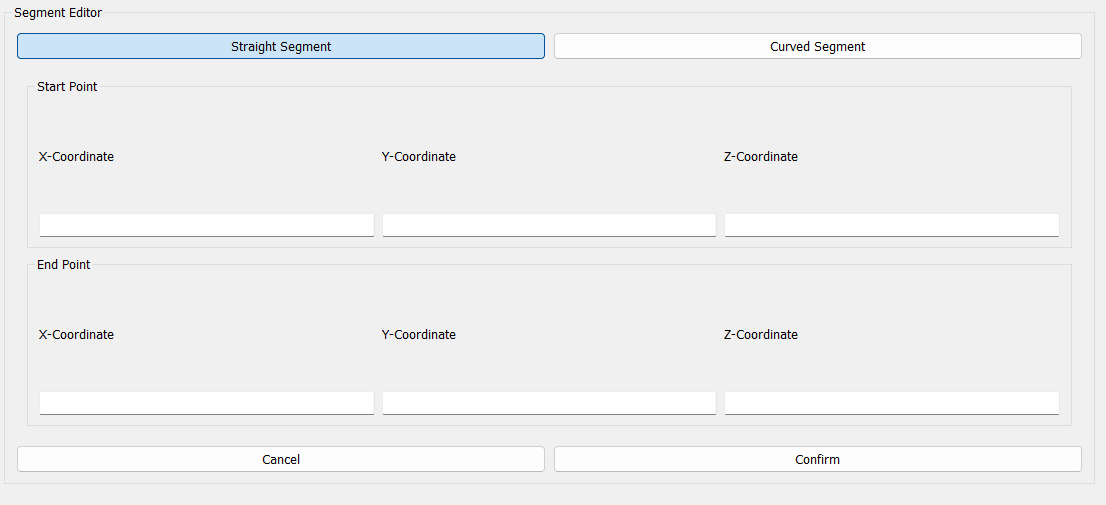 Segment Editor
Straight Segment Curved Segment
Start Point
X-Coordinate Y-Coordinate Z-Coordinate
End Point
X-Coordinate Y-Coordinate Z-Coordinate
Cancel Confirm